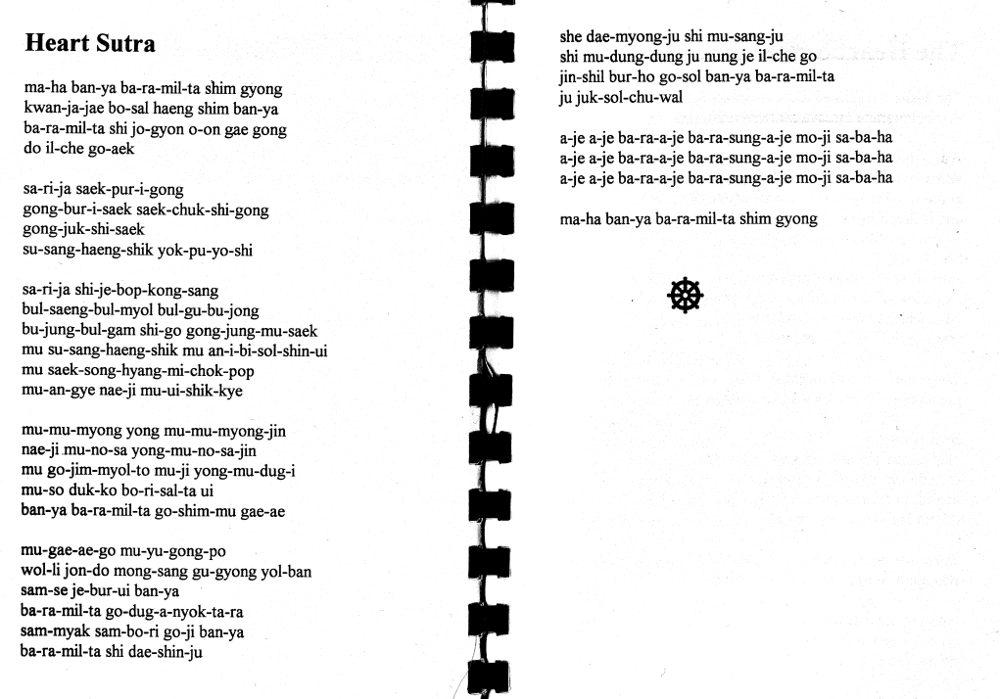 Heart Sutra
ma-ha ban-ya ba-ra-mil-ta shim gyong
kwan-ja-jae bo-sal haeng shim ban-ya
ba-ra-mil-ta shi jo-gyon o-on gae gong
do il-che go-aek
sa-ri-ja saek-pur-i-gong
gong-bur-i-saek saek-chuk-shi-gong
gong-juk-shi-saek
su-sang-haeng-shik yok-pu-yo-shi
sa-ri-ja shi-je-bop-kong-sang
bul-saeng-bul-myol bul-gu-bu-jong
bu-jung-bul-gam shi-go gong-jung-mu-saek
mu su-sang-haeng-shik mu an-i-bi-sol-shin-ui
mu saek-song-hyang-mi-chok-pop
mu-an-gye nae-ji mu-ui-shik-kye
mu-mu-myong yong mu-mu-myong-jin
nae-ji mu-no-sa yong-mu-no-sa-jin
mu go-jim-myol-to mu-ji yong-mu-dug-i
mu-so duk-ko bo-ri-sal-ta ui
ban-ya ba-ra-mil-ta go-shim-mu gae-ae
mu-gae-ae-go mu-yu-gong-po
wol-li jon-do mong-sang gu-gyong yol-ban
sam-se je-bur-ui ban-ya
ba-ra-mil-ta go-dug-a-nyok-ta-ra
sam-myak sam-bo-ri go-ji ban-ya
ba-ra-mil-ta shi dae-shin-ju
she dae-myong-ju shi mu-sang-ju
shi mu-dung-dung ju nung je il-che go
jin-shil bur-ho go-sol ban-ya ba-ra-mil-ta
ju juk-sol-chu-wal
a-je a-je ba-ra-a-je ba-ra-sung-a-je mo-ji sa-ba-ha
a-je a-je ba-ra-a-je ba-ra-sung-a-je mo-ji sa-ba-ha
a-je a-je ba-ra-a-je ba-ra-sung-a-je mo-ji sa-ba-ha
ma-ha ban-ya ba-ra-mil-ta shim gyong